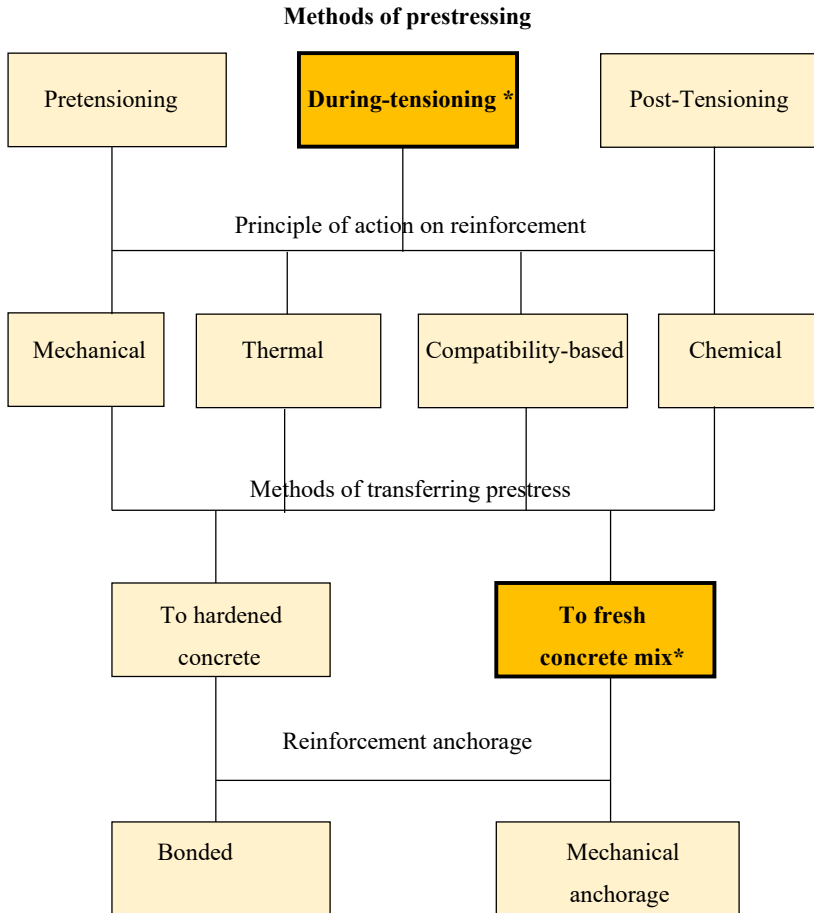 Methods of prestressing
Pretensioning
During-tensioning *
Post-Tensioning
Principle of action on reinforcement
Mechanical
Thermal
Compatibility-based
Chemical
Methods of transferring prestress
To hardened
concrete
To fresh
concrete mix*
Reinforcement anchorage
Bonded
Mechanical
anchorage